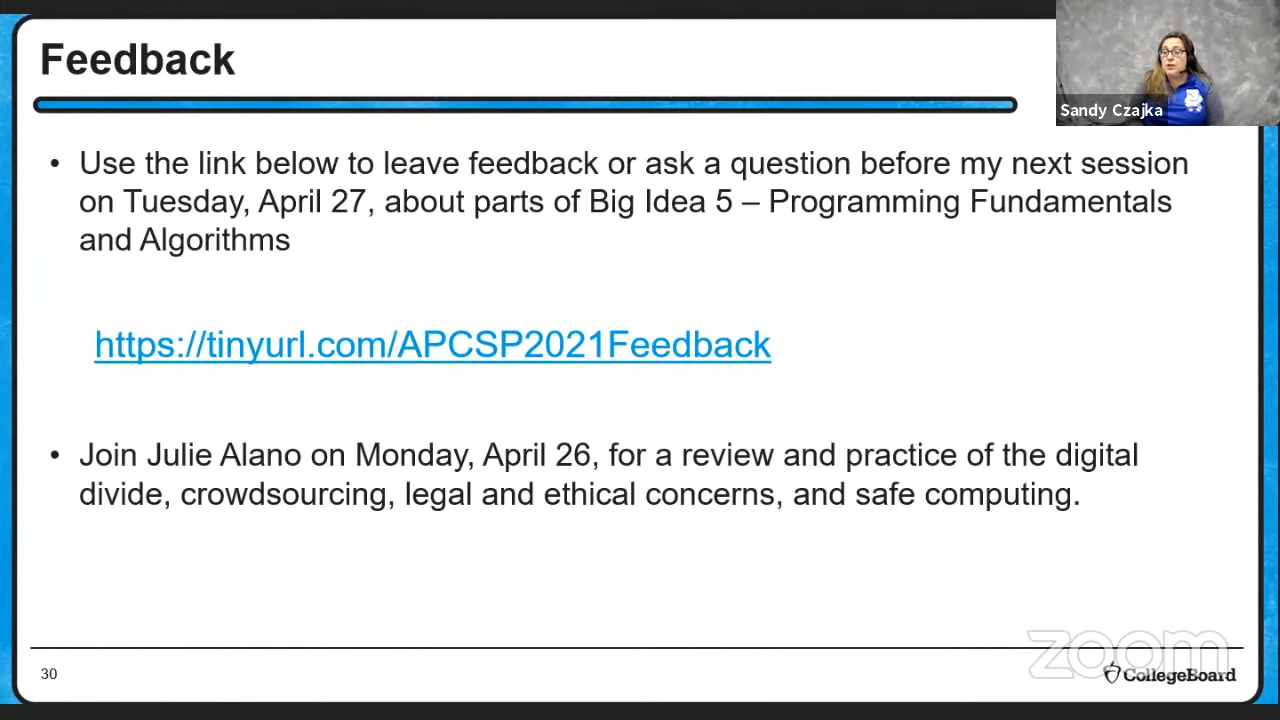 Feedback
Sandy Czajka
• Use the link below to leave feedback or ask a question before my next session
on Tuesday, April 27, about parts of Big Idea 5 – Programming Fundamentals
and Algorithms
https://tinyurl.com/APCSP2021Feedback
• Join Julie Alano on Monday, April 26, for a review and practice of the digital
divide, crowdsourcing, legal and ethical concerns, and safe computing.
zoom
30
CollegeBoard